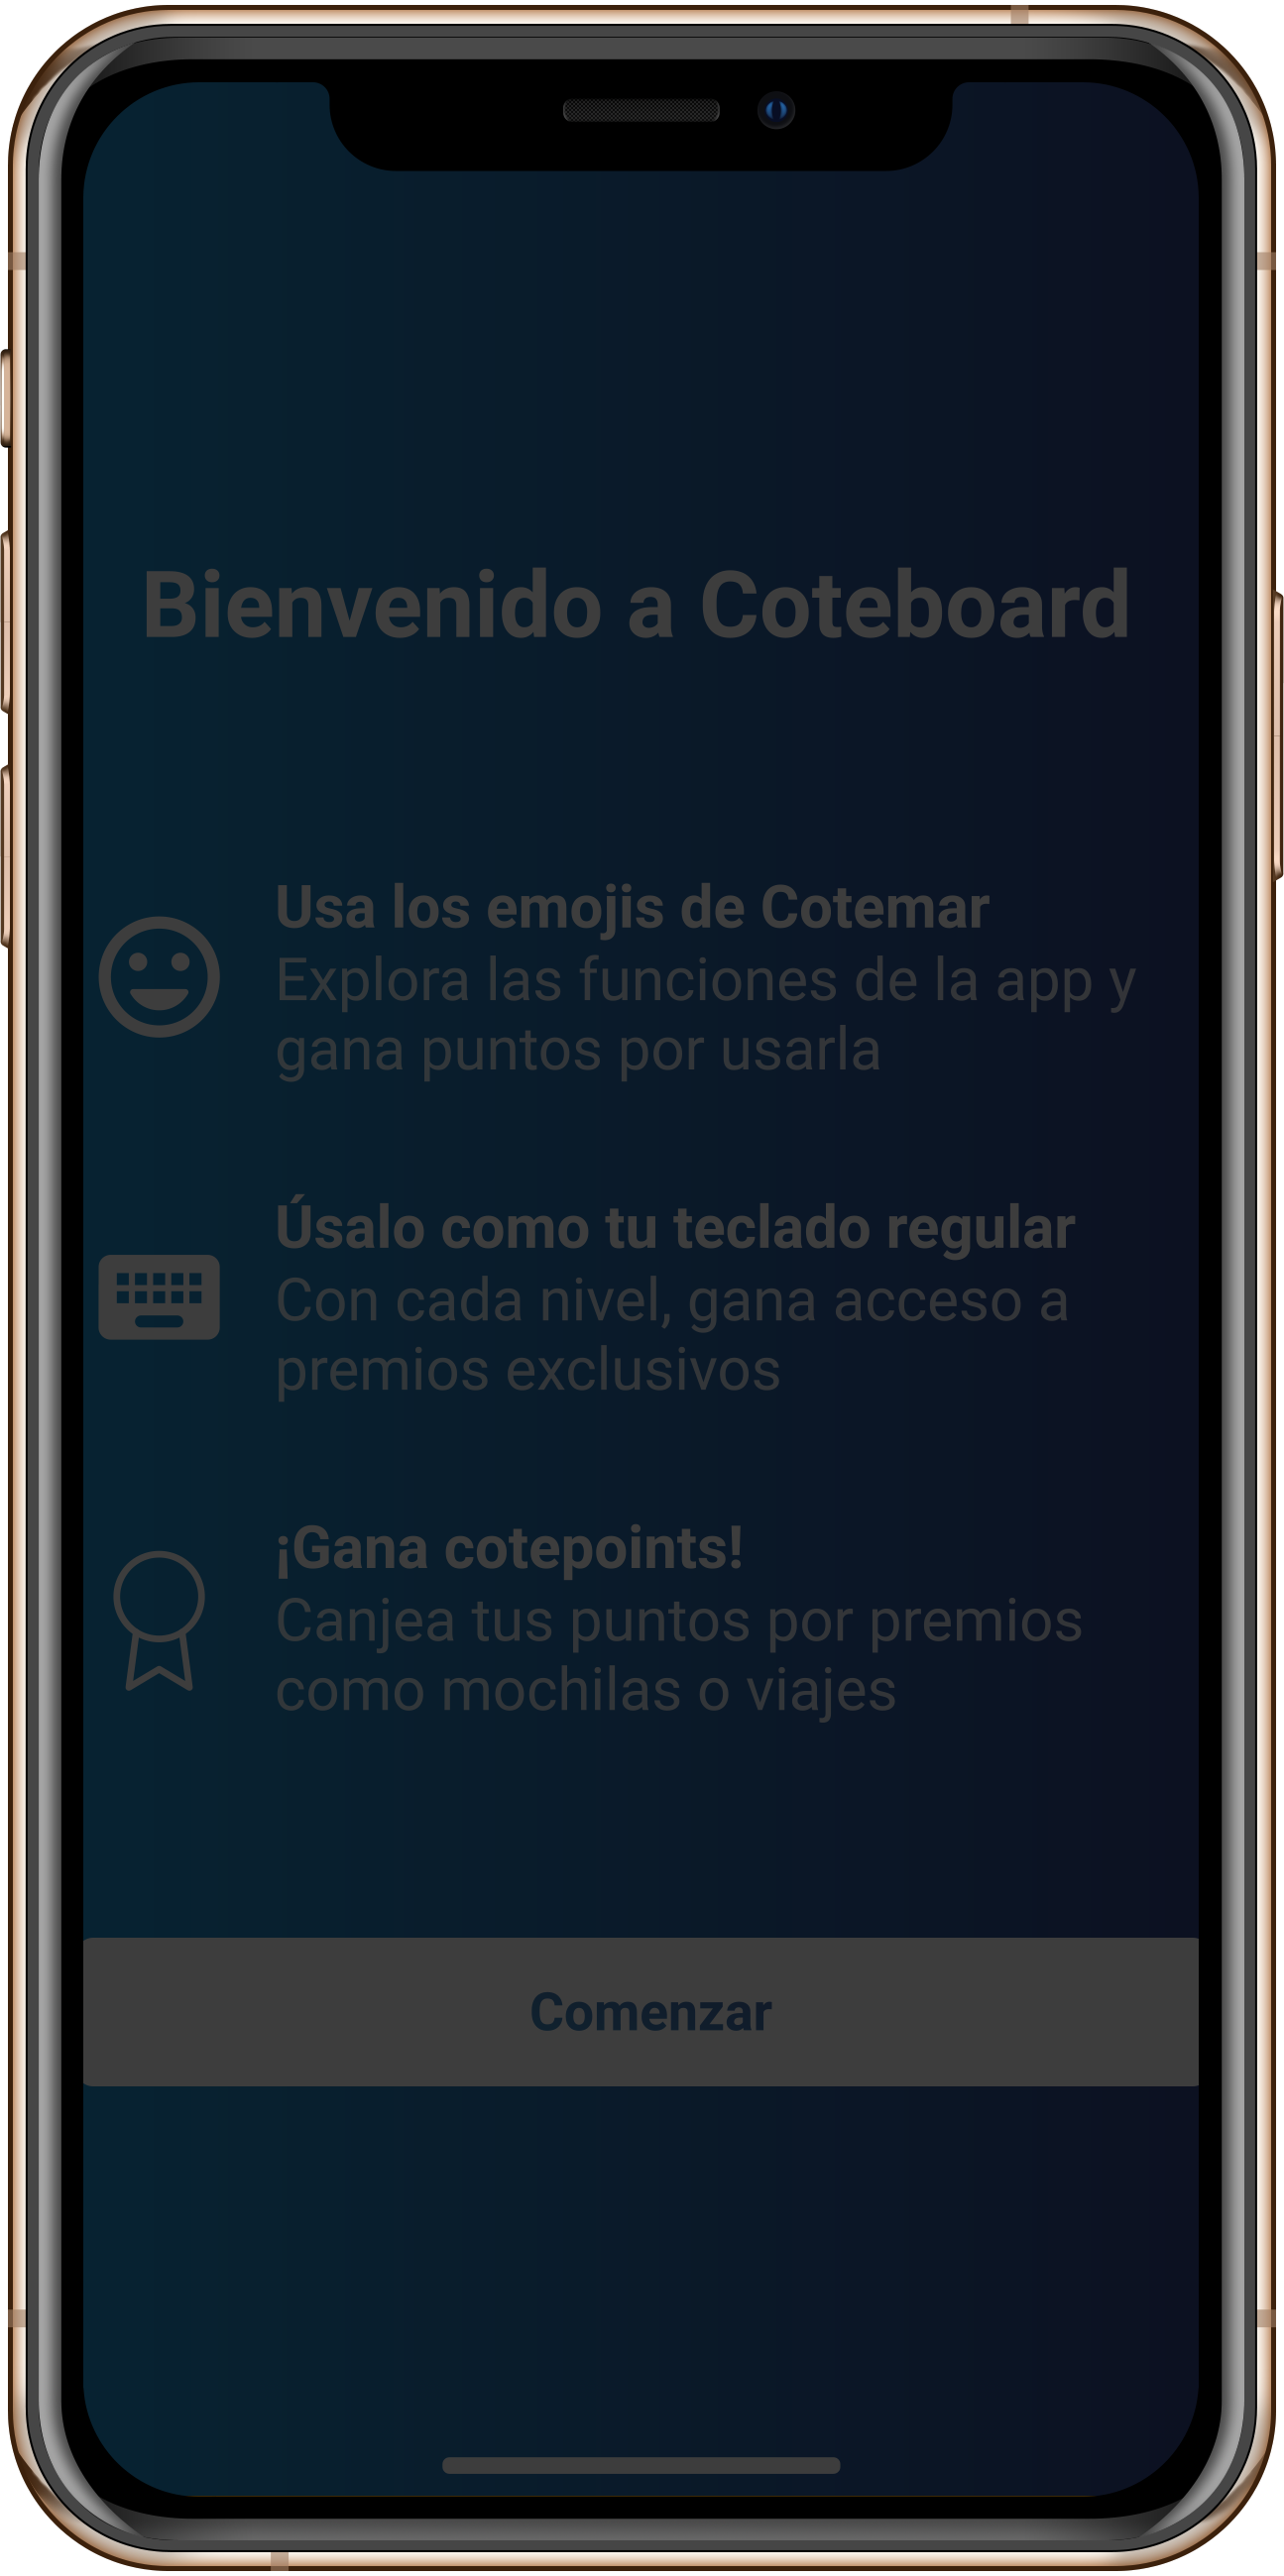 Bienvenido a Coteboard
Usa los emojis de Cotemar
Explora las funciones de la app y
gana puntos por usarla
Úsalo como tu teclado regular
Con cada nivel, gana acceso a
premios exclusivos
¡Gana cotepoints!
Canjea tus puntos por premios
como mochilas o viajes
Comenzar